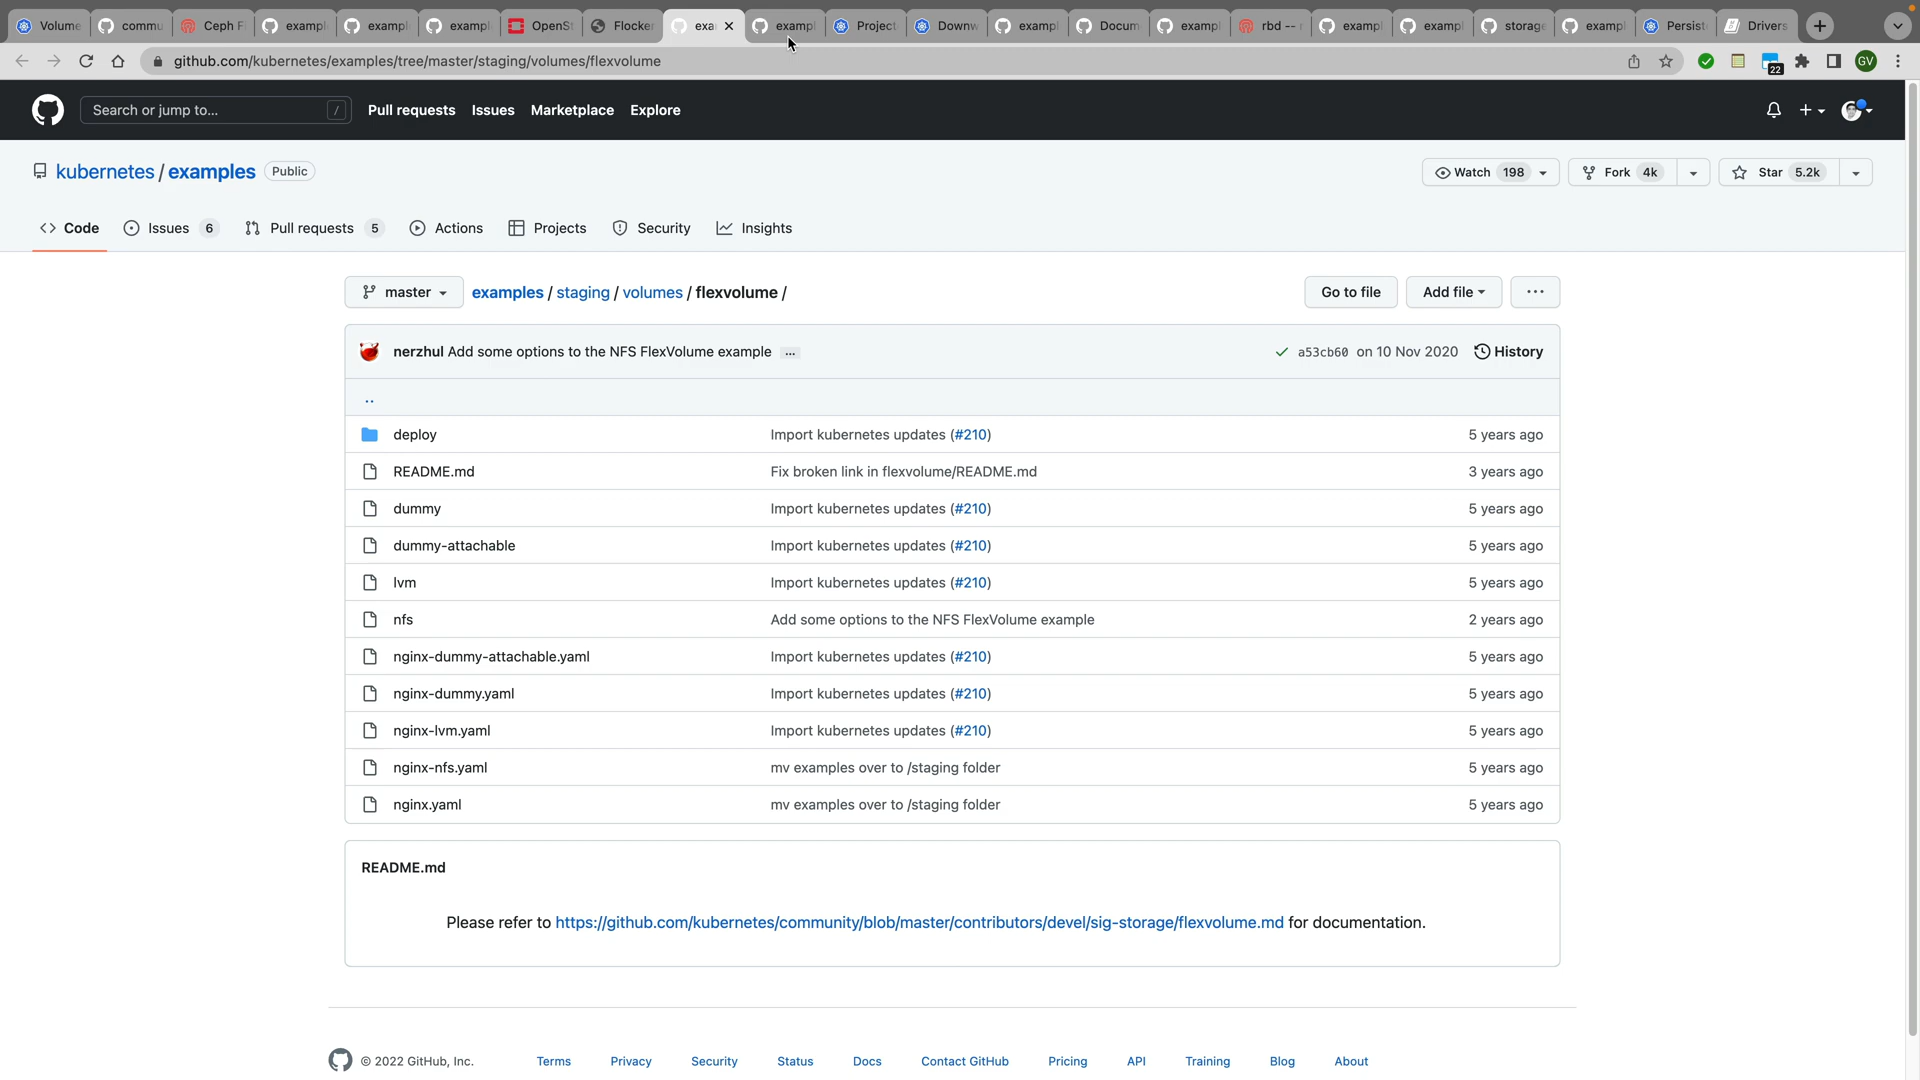 Volume
commu
Ceph F
exampl
exampl
exampl
OpenSt
Flocker
exa
exampl
Project
Downw
exampl
Docum
exampl
rbd --
exampl
exampl
storage
exampl
Persist
Drivers
github.com/kubernetes/examples/tree/master/staging/volumes/flexvolume
22
GV
Search or jump to...
/
Pull requests
Issues
Marketplace
Explore
kubernetes / examples
Public
Watch 198
Fork 4k
Star 5.2k
Code
Issues 6
Pull requests 5
Actions
Projects
Security
Insights
master
examples / staging / volumes / flexvolume /
Go to file
Add file
...
nerzhul Add some options to the NFS FlexVolume example ...
a53cb60 on 10 Nov 2020
History
..
deploy Import kubernetes updates (#210) 5 years ago
README.md Fix broken link in flexvolume/README.md 3 years ago
dummy Import kubernetes updates (#210) 5 years ago
dummy-attachable Import kubernetes updates (#210) 5 years ago
lvm Import kubernetes updates (#210) 5 years ago
nfs Add some options to the NFS FlexVolume example 2 years ago
nginx-dummy-attachable.yaml Import kubernetes updates (#210) 5 years ago
nginx-dummy.yaml Import kubernetes updates (#210) 5 years ago
nginx-lvm.yaml Import kubernetes updates (#210) 5 years ago
nginx-nfs.yaml mv examples over to /staging folder 5 years ago
nginx.yaml mv examples over to /staging folder 5 years ago
README.md
Please refer to https://github.com/kubernetes/community/blob/master/contributors/devel/sig-storage/flexvolume.md for documentation.
© 2022 GitHub, Inc.
Terms
Privacy
Security
Status
Docs
Contact GitHub
Pricing
API
Training
Blog
About